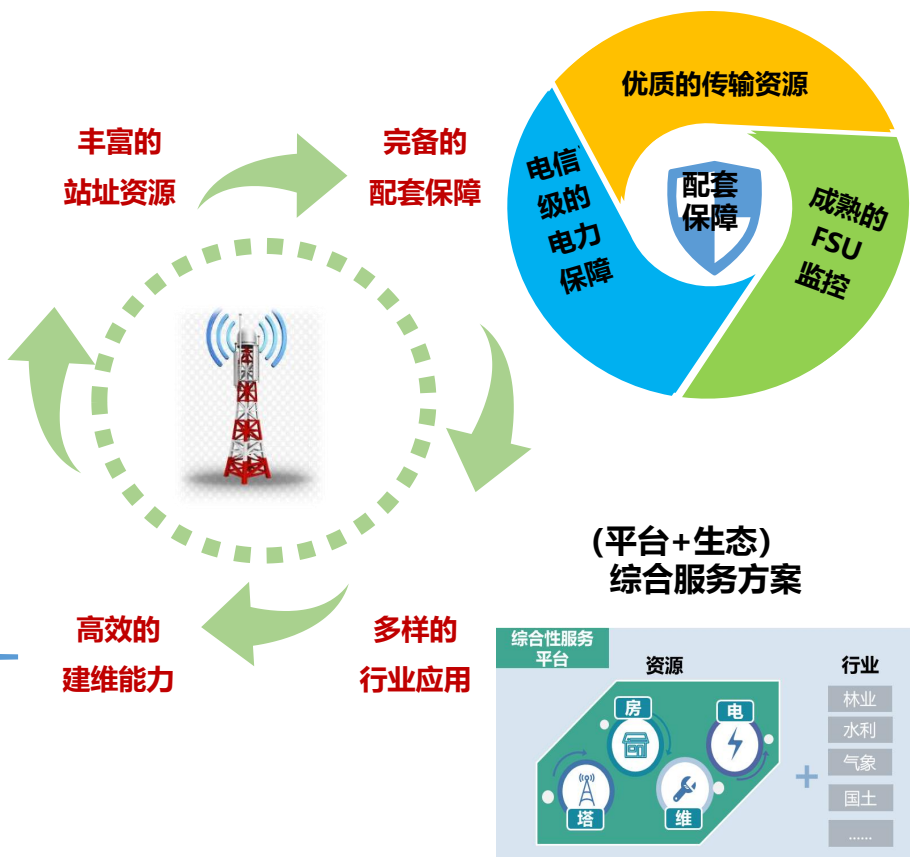 丰富的
站址资源
完备的
配套保障
优质的传输资源
电信
级的
电力
保障
配套
保障
成熟的
FSU
监控
高效的
建维能力
多样的
行业应用
(平台+生态)
综合服务方案
综合性服务
平台
资源
行业
房
电
塔
维
+
林业
水利
气象
国土
......